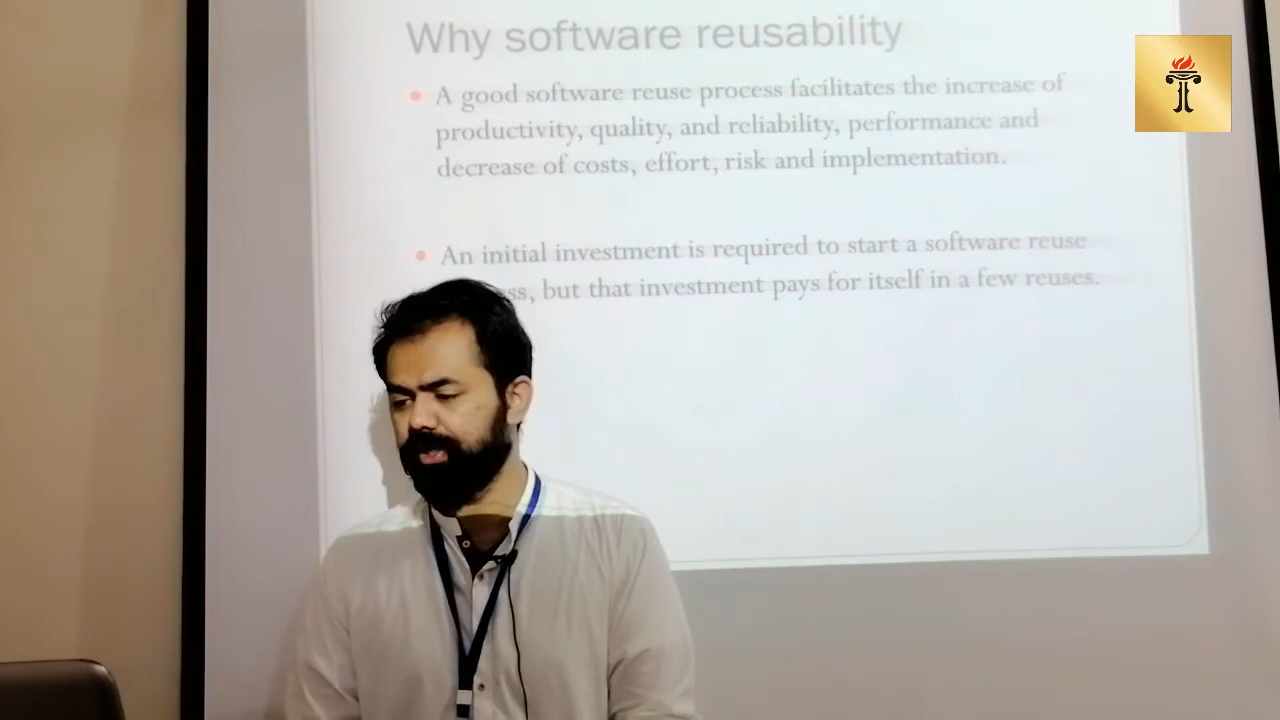 Why software reusability
A good software reuse process facilitates the increase of
productivity, quality, and reliability, performance and
decrease of costs, effort, risk and implementation.
An initial investment is required to start a software reuse
but that investment pays for itself in a few reuses.